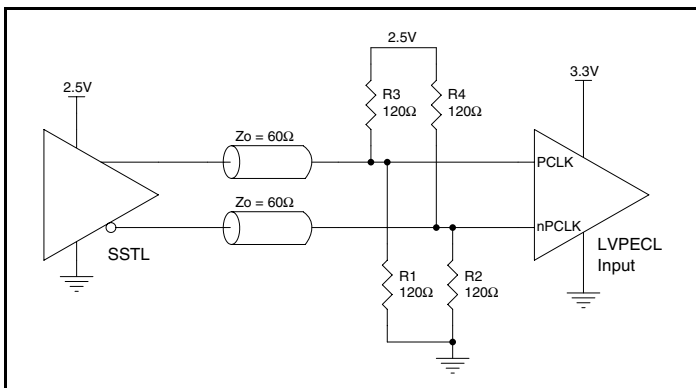 2.5V
2.5V
3.3V
R3
120Ω
R4
120Ω
Zo = 60Ω
PCLK
Zo = 60Ω
nPCLK
SSTL
LVPECL
Input
R1
120Ω
R2
120Ω